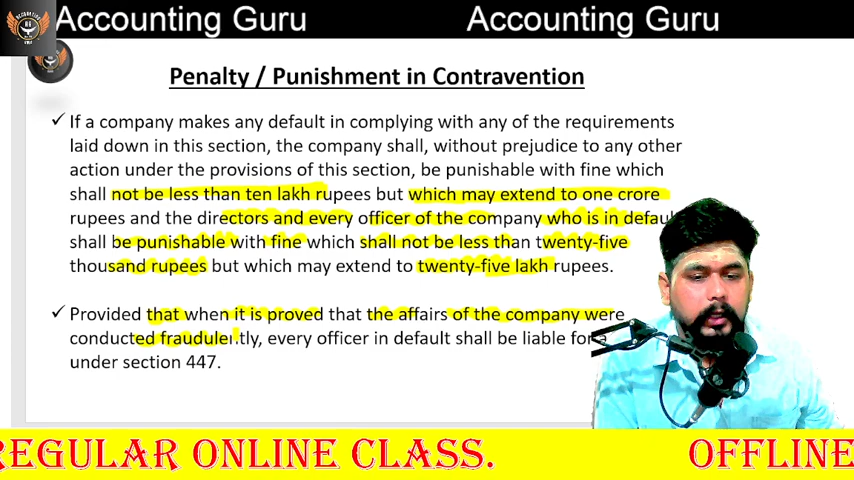 Accounting Guru
Accounting Guru
Penalty / Punishment in Contravention
✓ If a company makes any default in complying with any of the requirements
laid down in this section, the company shall, without prejudice to any other
action under the provisions of this section, be punishable with fine which
shall not be less than ten lakh rupees but which may extend to one crore
rupees and the directors and every officer of the company who is in defau
shall be punishable with fine which shall not be less than twenty-five
thousand rupees but which may extend to twenty-five lakh rupees.
✓ Provided that when it is proved that the affairs of the company were
conducted fraudulently, every officer in default shall be liable for a
under section 447.
REGULAR ONLINE CLASS.
OFFLINE